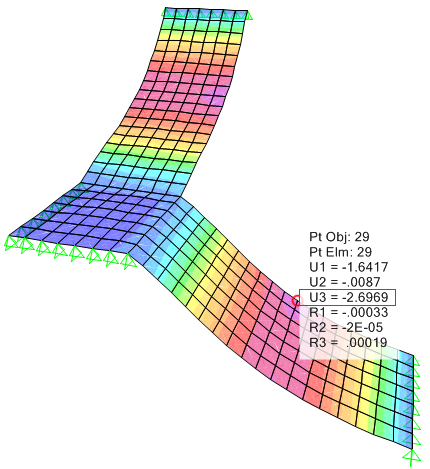 Pt Obj: 29
Pt Elm: 29
U1 = -1.6417
U2 = -.0087
U3 = -2.6969
R1 = -.00033
R2 = -2E-05
R3 = .00019